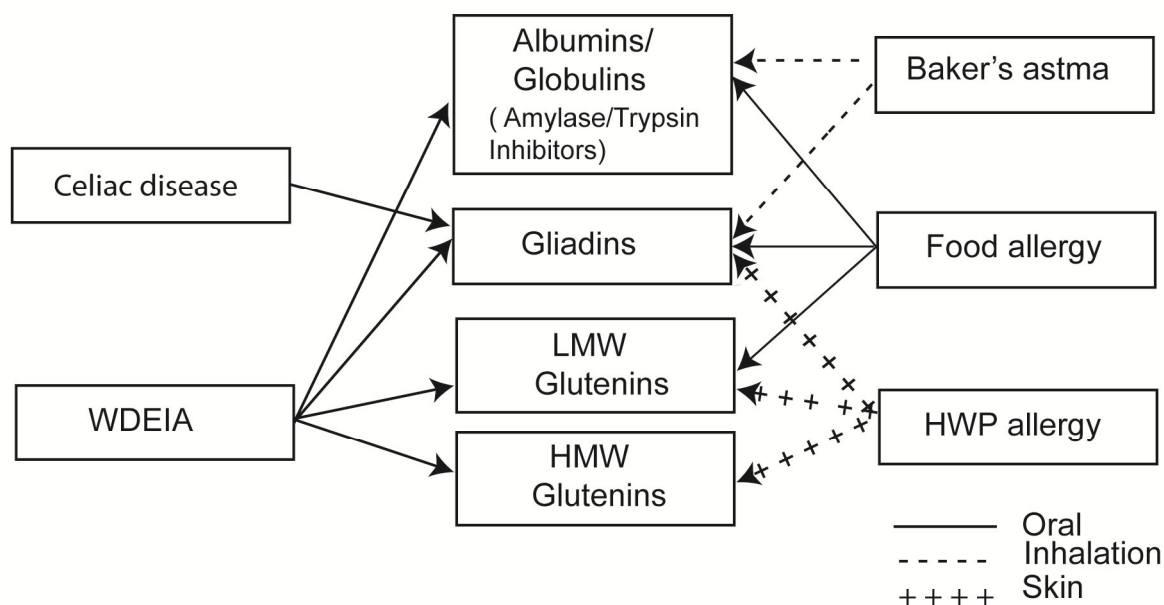 Albumins/
Globulins
( Amylase/Trypsin
Inhibitors)
Baker's astma
Celiac disease
Gliadins
Food allergy
LMW
Glutenins
WDEIA
HWP allergy
HMW
Glutenins
Oral
Inhalation
Skin